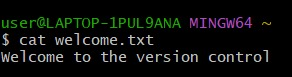 user@LAPTOP-1PUL9ANA MINGW64 ~
$ cat welcome.txt
Welcome to the version control